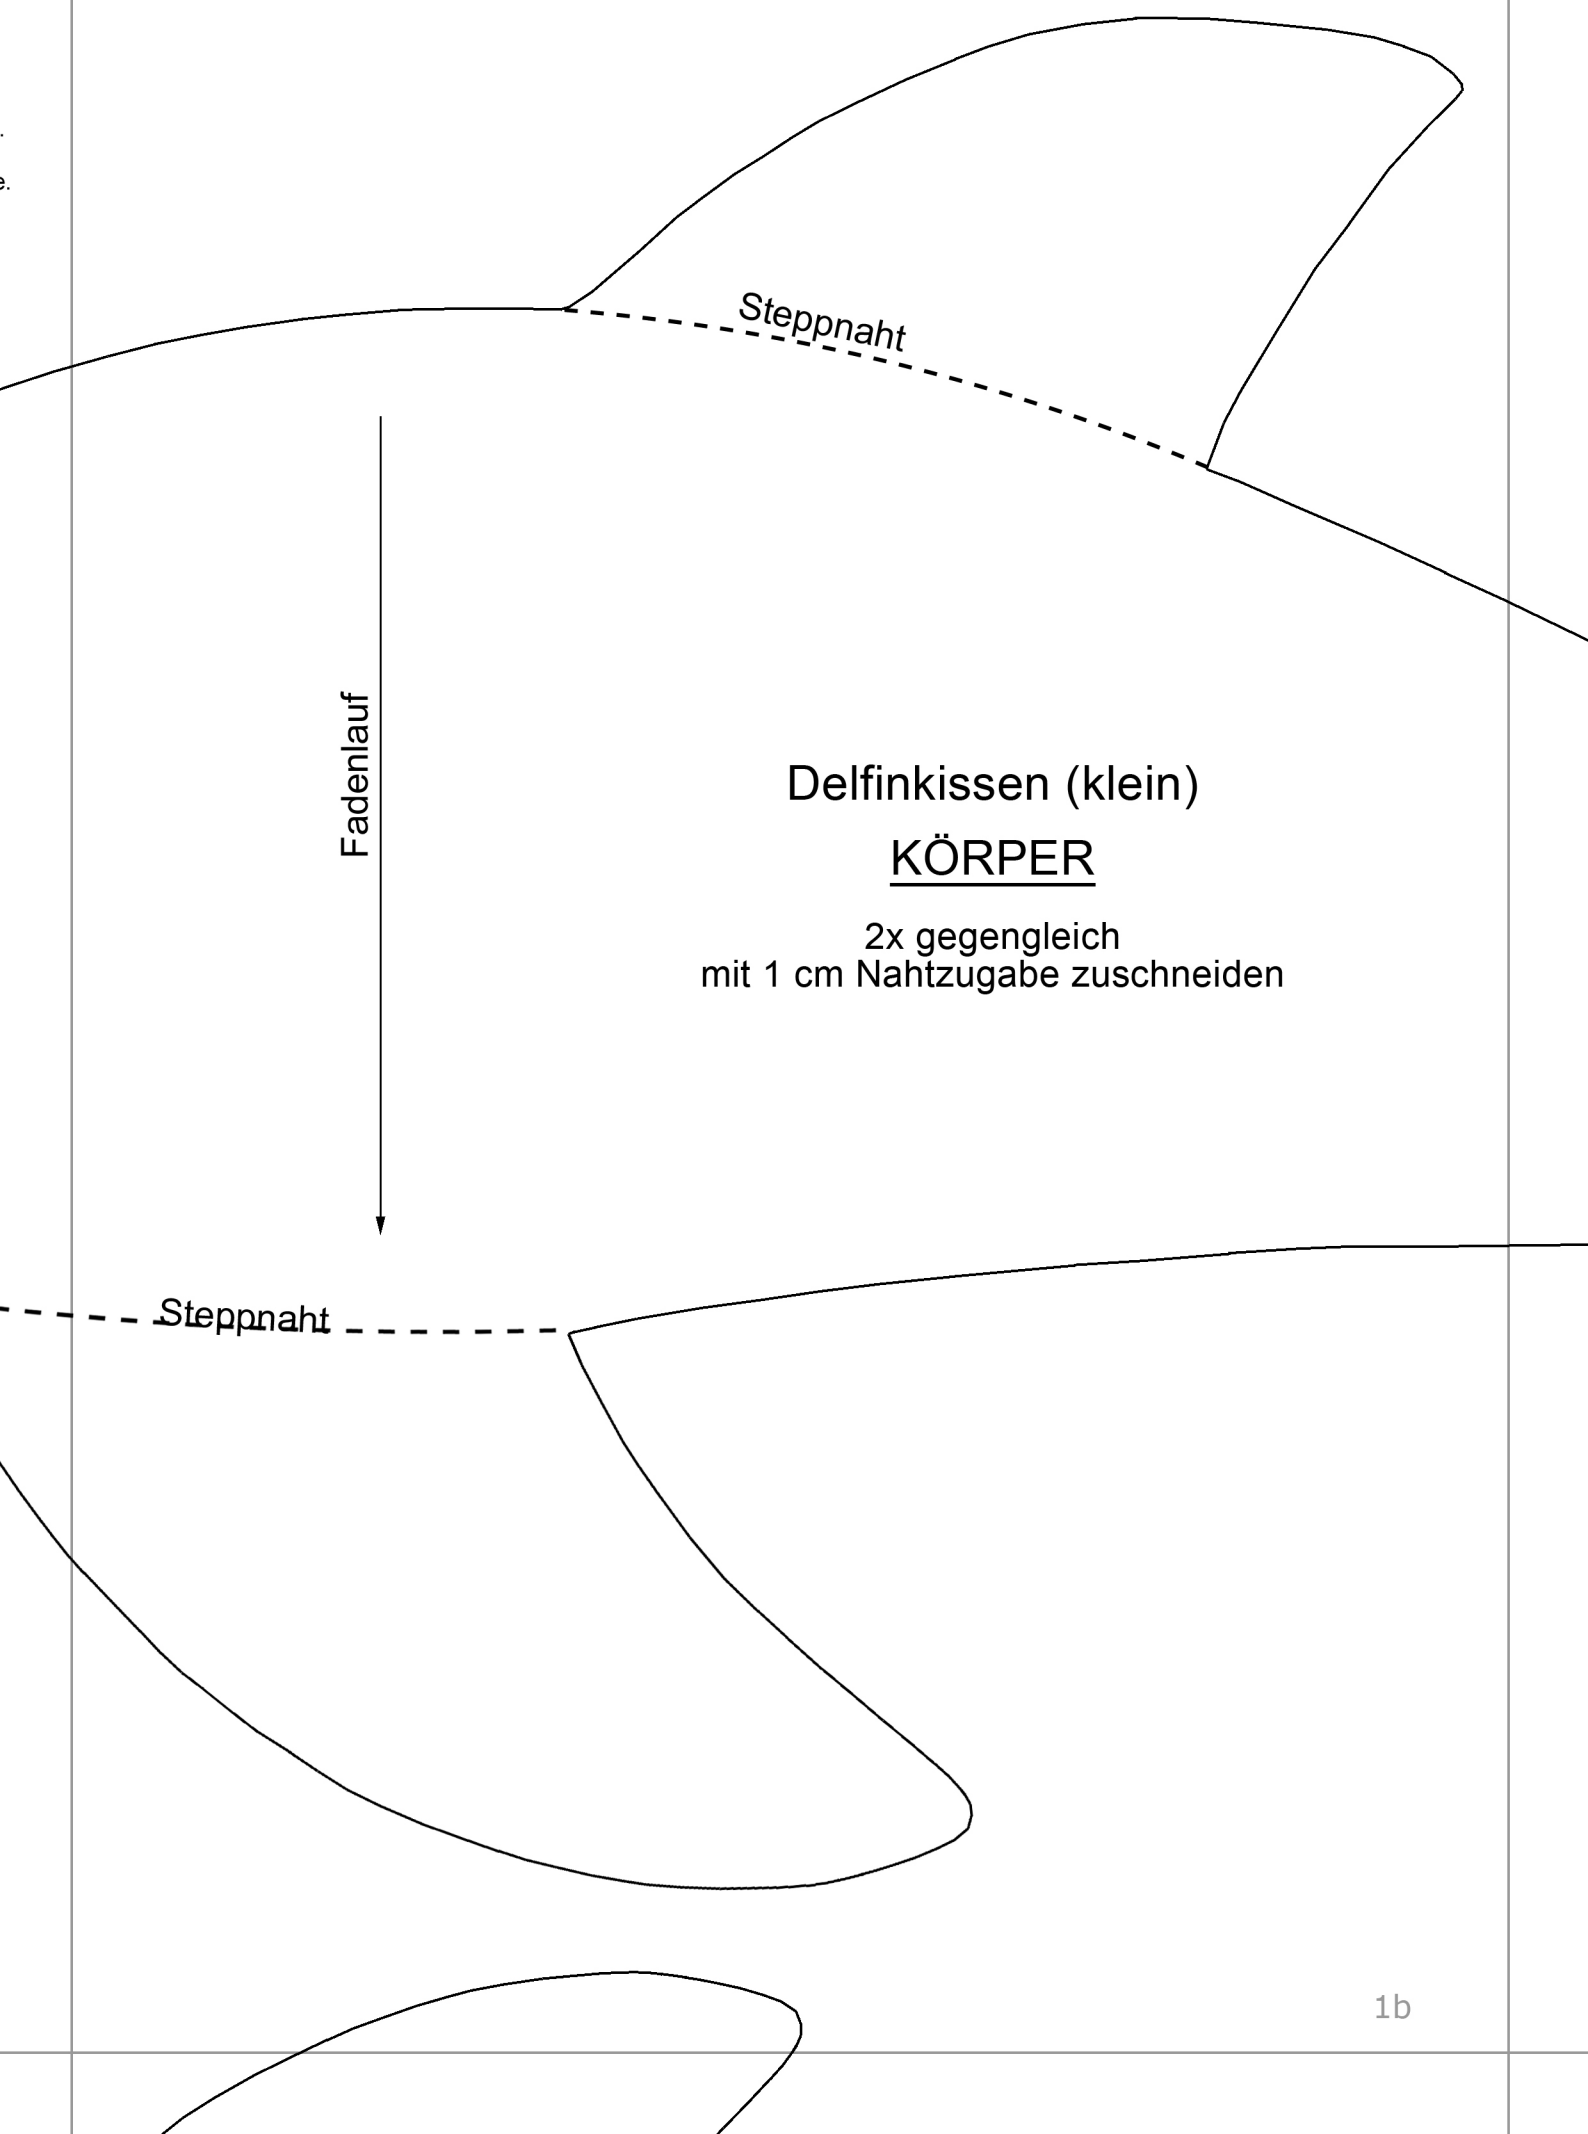 e.
Steppnaht
Fadenlauf
Delfinkissen (klein)
KÖRPER
2x gegengleich
mit 1 cm Nahtzugabe zuschneiden
Steppnaht
1b